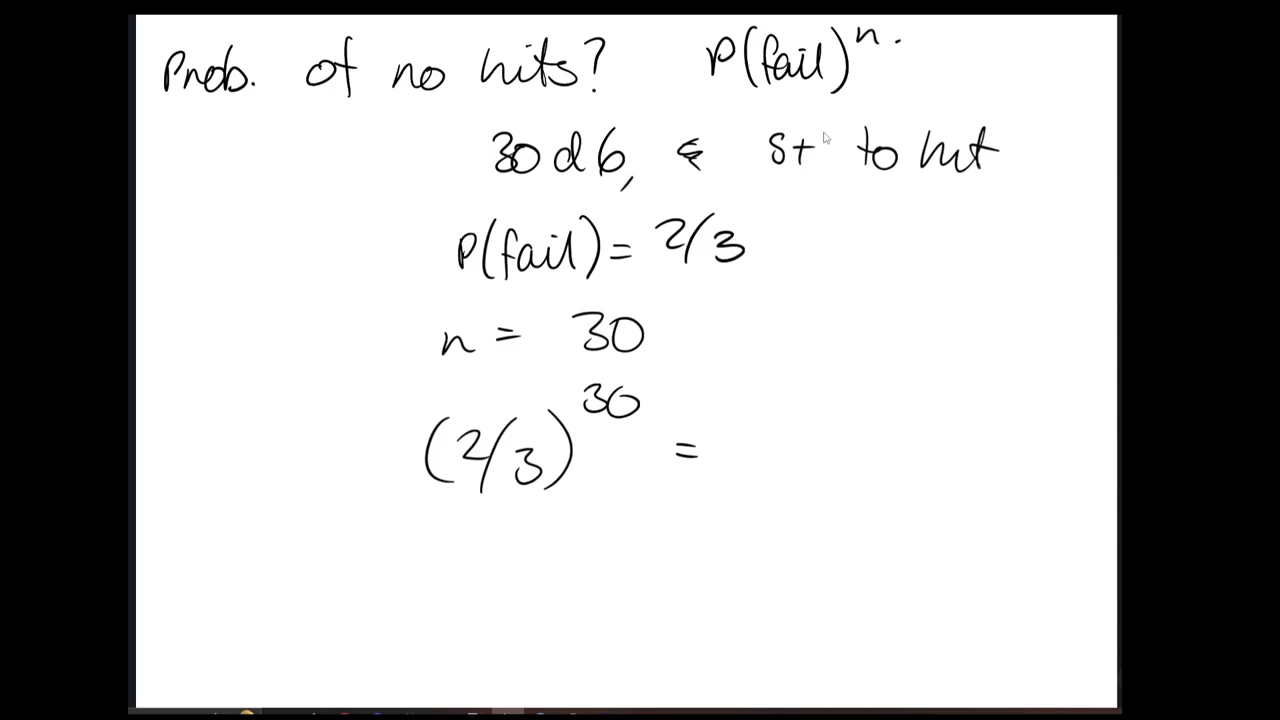 Prob. of no hits? P(fail)^n.
30d6, & 5+ to hit
P(fail) = 2/3
n = 30
(2/3)^30 =